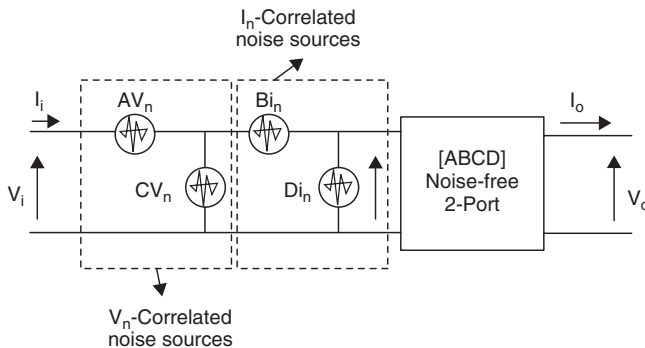 Iₙ-Correlated
noise sources
Iᵢ
AVₙ
Biₙ
Iₒ
[ABCD]
Noise-free
2-Port
Vᵢ
CVₙ
Diₙ
Vₒ
Vₙ-Correlated
noise sources